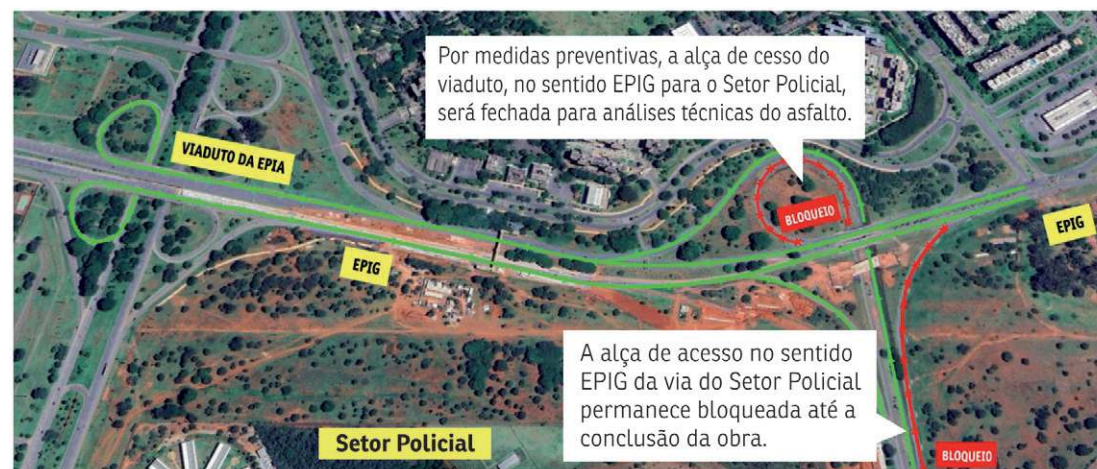 Por medidas preventivas, a alça de cesso do
viaduto, no sentido EPIG para o Setor Policial,
será fechada para análises técnicas do asfalto.
VIADUTO DA EPIA
BLOQUEIO
EPIG
EPIG
A alça de acesso no sentido
EPIG da via do Setor Policial
permanece bloqueada até a
conclusão da obra.
Setor Policial
BLOQUEIO